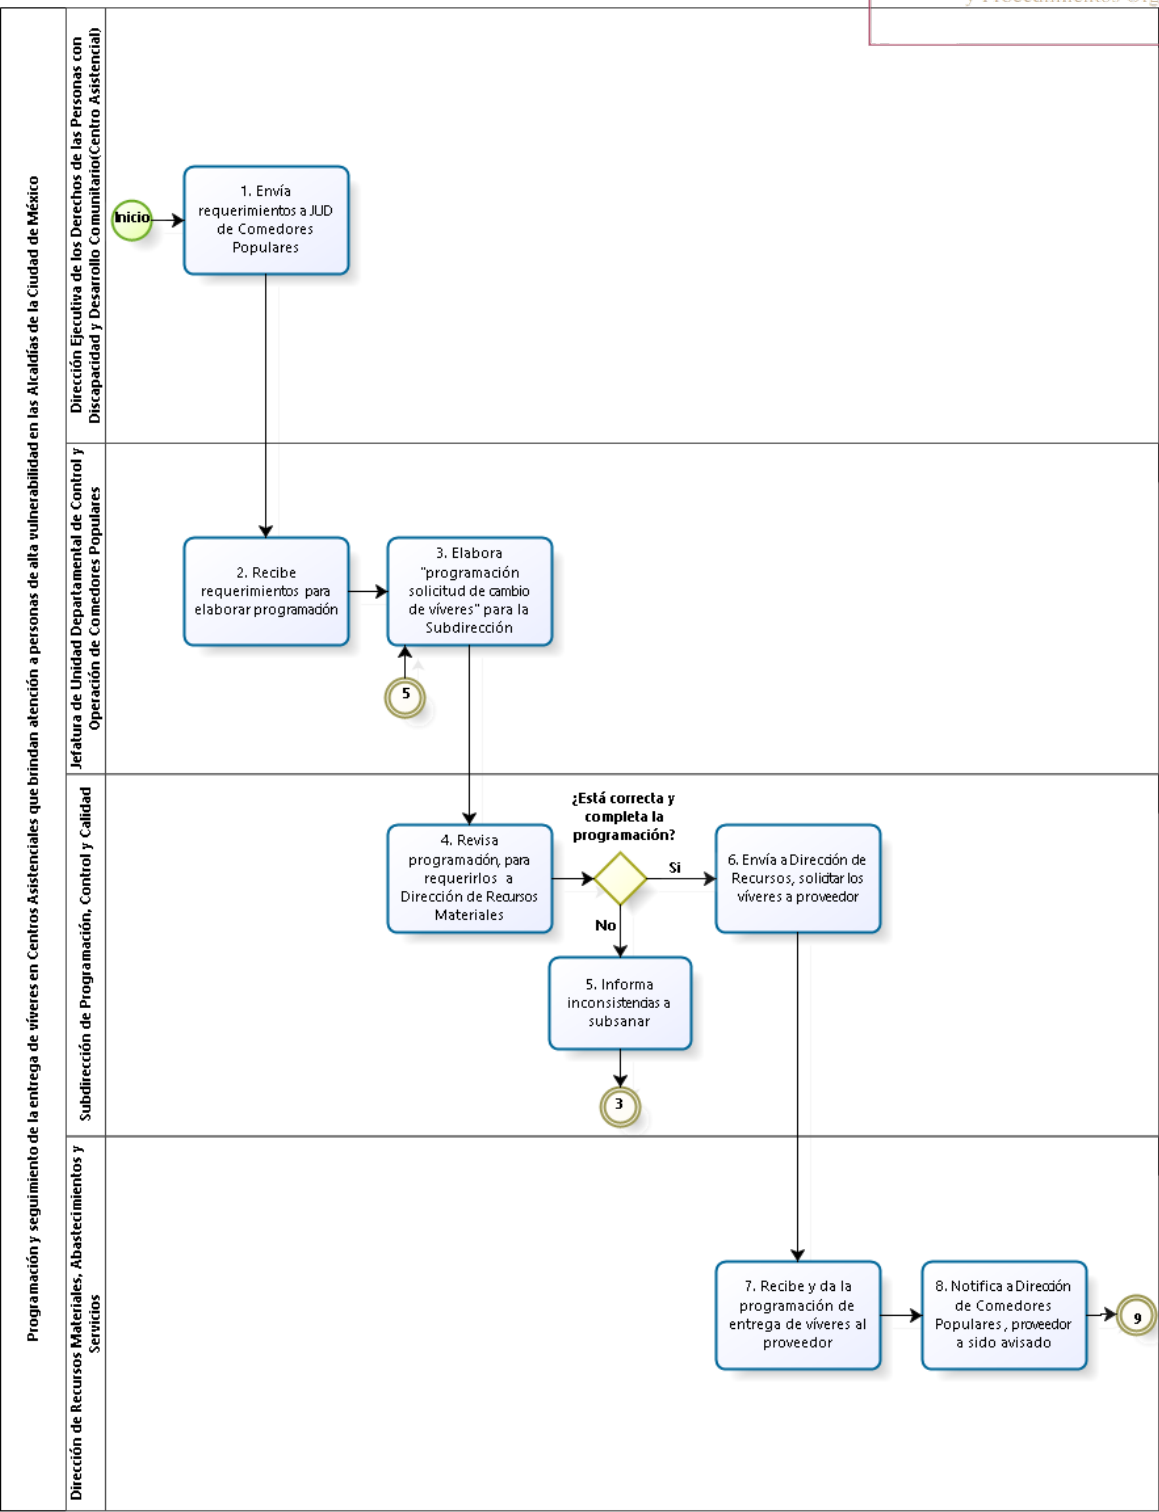 y Procedimientos Org
Programación y seguimiento de la entrega de víveres en Centros Asistenciales que brindan atención a personas de alta vulnerabilidad en las Alcaldías de la Ciudad de México
Dirección Ejecutiva de los Derechos de las Personas con
Discapacidad y Desarrollo Comunitario(Centro Asistencial)
Inicio
1. Envía
requerimientos a JUD
de Comedores
Populares
Jefatura de Unidad Departamental de Control y
Operación de Comedores Populares
2. Recibe
requerimientos para
elaborar programación
3. Elabora
"programación
solicitud de cambio
de víveres" para la
Subdirección
5
Subdirección de Programación, Control y Calidad
4. Revisa
programación, para
requerirlos a
Dirección de Recursos
Materiales
¿Está correcta y
completa la
programación?
Si
No
5. Informa
inconsistencias a
subsanar
3
6. Envía a Dirección de
Recursos, solicitar los
víveres a proveedor
Dirección de Recursos Materiales, Abastecimientos y
Servicios
7. Recibe y da la
programación de
entrega de víveres al
proveedor
8. Notifica a Dirección
de Comedores
Populares , proveedor
a sido avisado
9